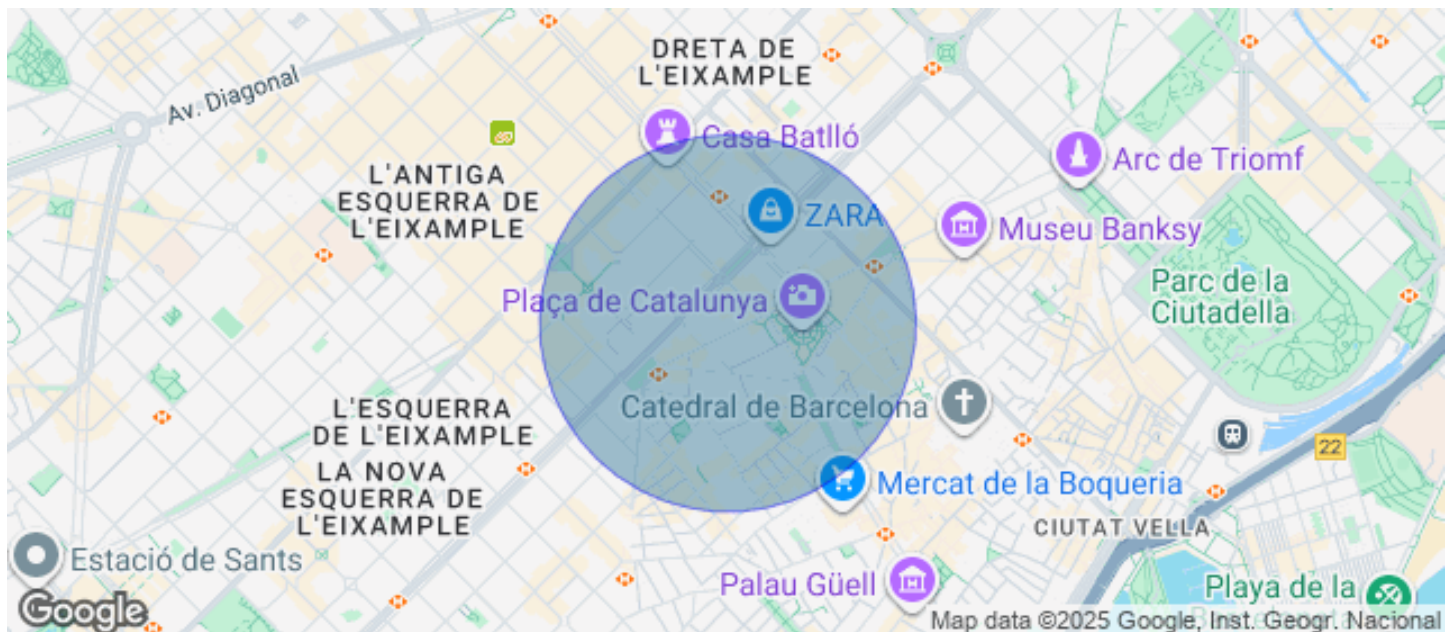 DRETA DE
L'EIXAMPLE
Av. Diagonal
Casa Batlló
Arc de Triomf
L'ANTIGA
ESQUERRA DE
L'EIXAMPLE
ZARA
Museu Banksy
Plaça de Catalunya
Parc de la
Ciutadella
Catedral de Barcelona
L'ESQUERRA
DE L'EIXAMPLE
22
LA NOVA
ESQUERRA DE
L'EIXAMPLE
Mercat de la Boqueria
CIUTAT VELLA
Estació de Sants
Palau Güell
Playa de la
Google
Map data ©2025 Google, Inst. Geogr. Nacional